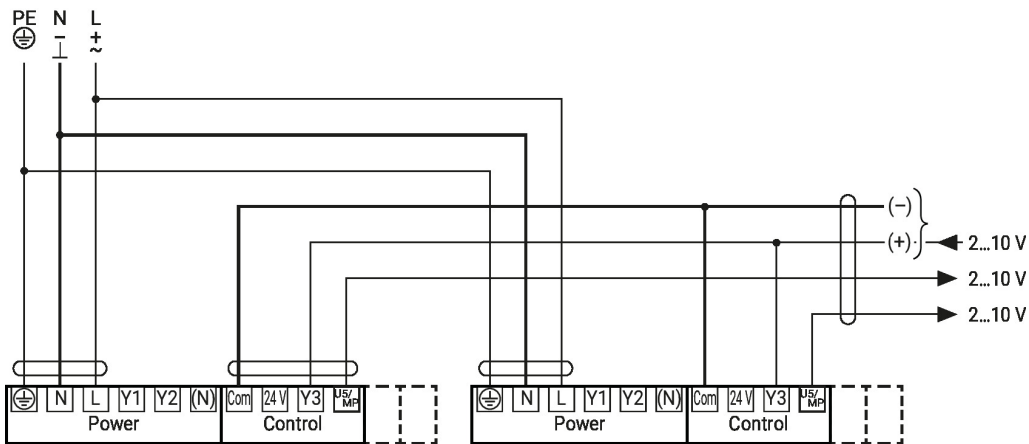 PE N L
– +
⊥ ~
(–)
(+) 2...10 V
2...10 V
2...10 V
N L Y1 Y2 (N) Com 24 V Y3 U5/MP N L Y1 Y2 (N) Com 24 V Y3 U5/MP
Power Control Power Control